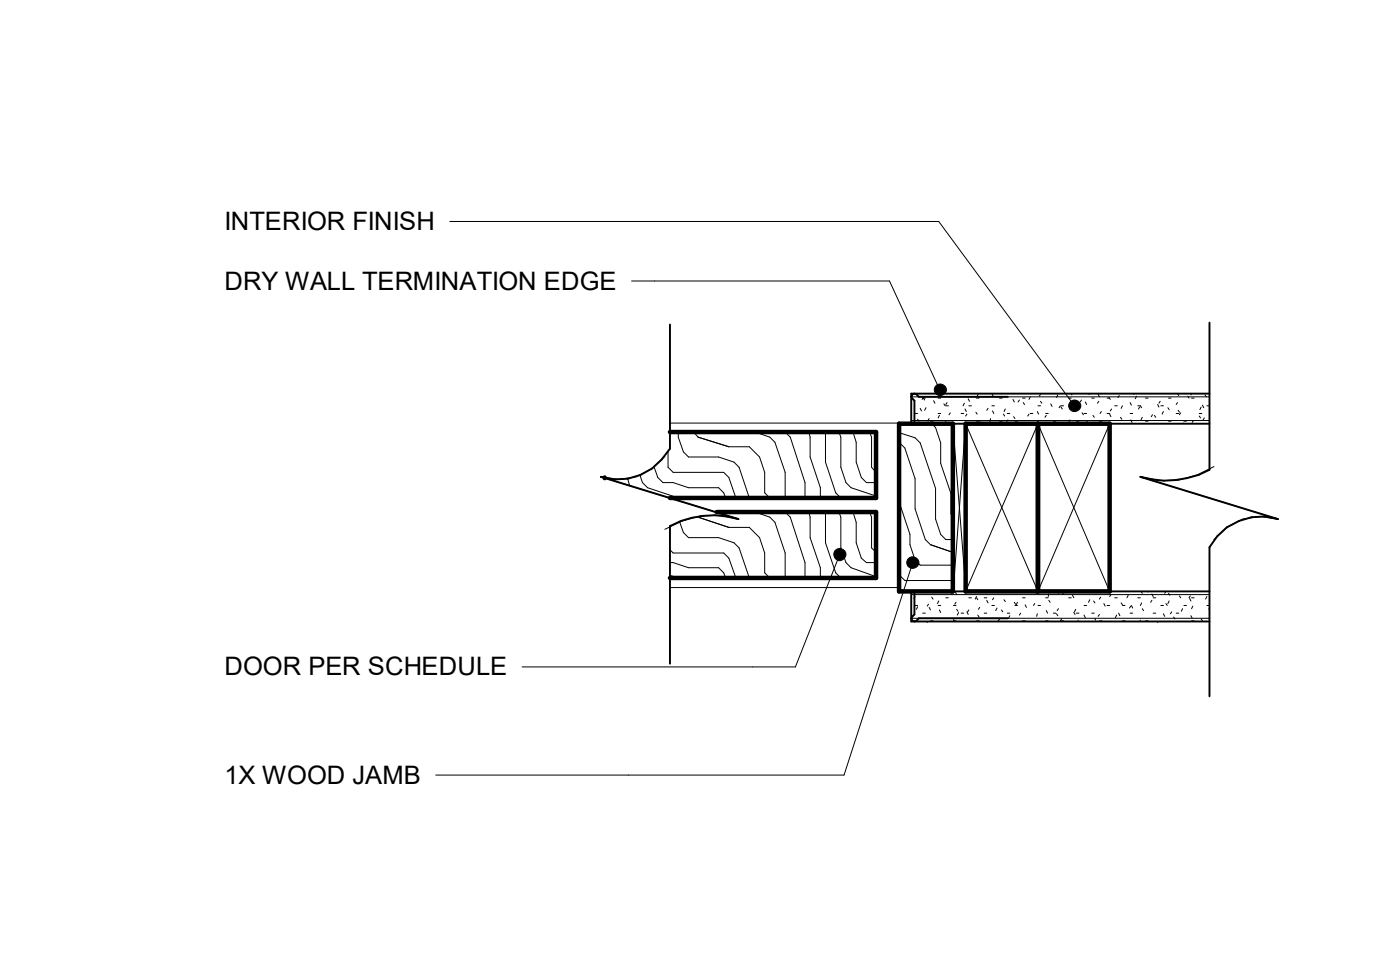 INTERIOR FINISH
DRY WALL TERMINATION EDGE
DOOR PER SCHEDULE
1X WOOD JAMB